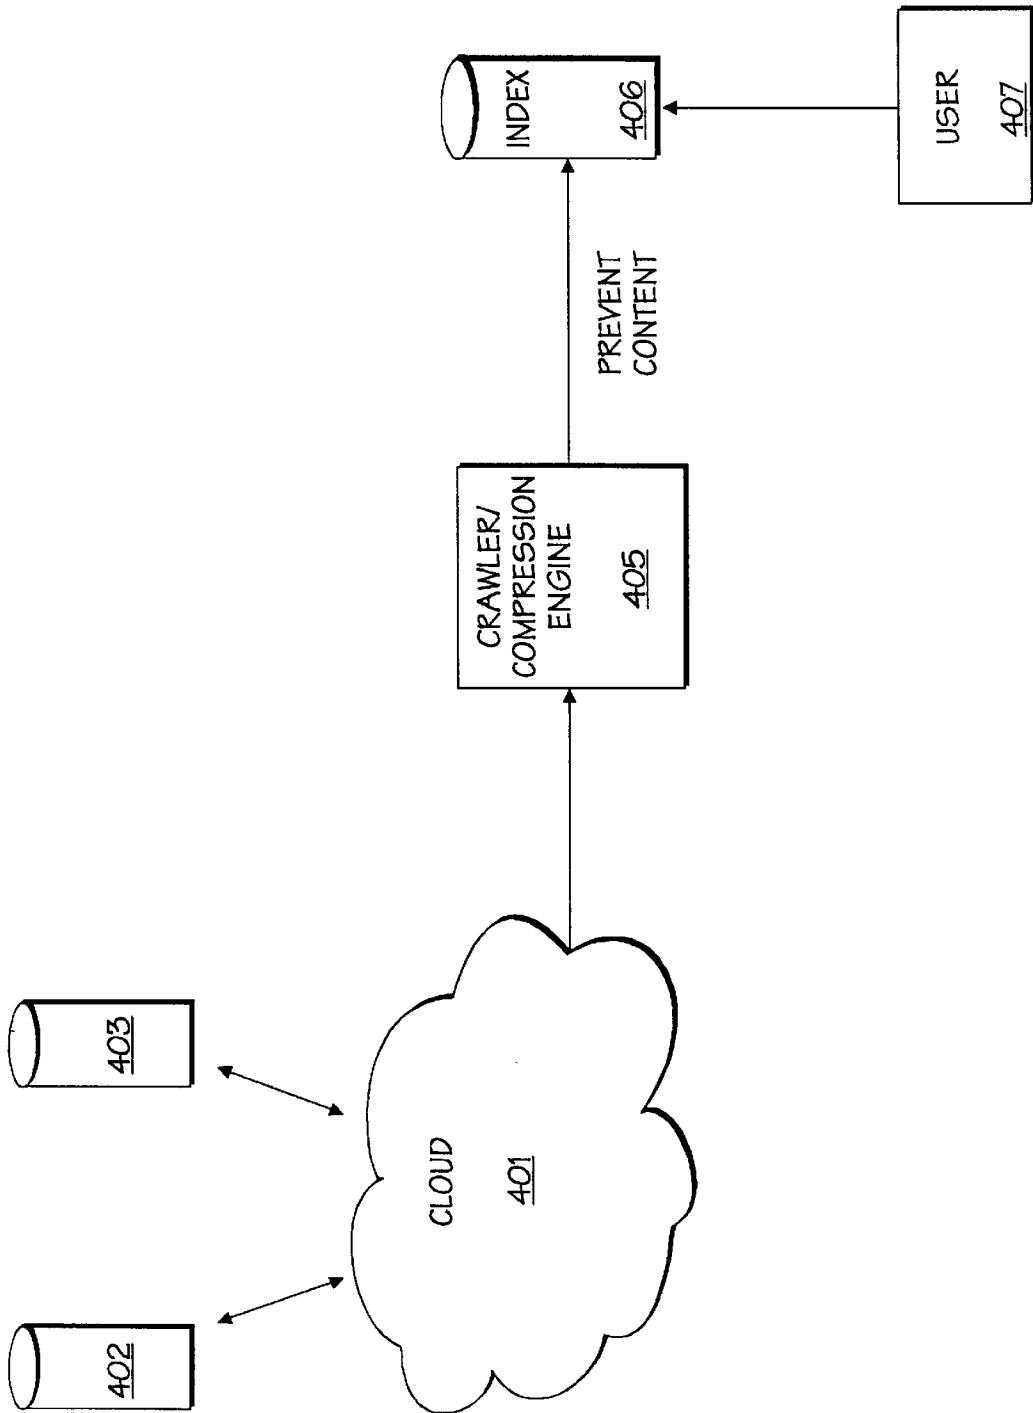 402
403
CLOUD
401
CRAWLER/
COMPRESSION
ENGINE
405
PREVENT
CONTENT
INDEX
406
USER
407